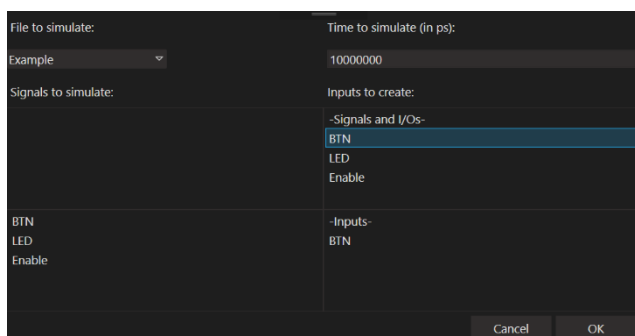 File to simulate:
Time to simulate (in ps):
Example
10000000
Signals to simulate:
Inputs to create:
-Signals and I/Os-
BTN
LED
Enable
BTN
LED
Enable
-Inputs-
BTN
Cancel
OK